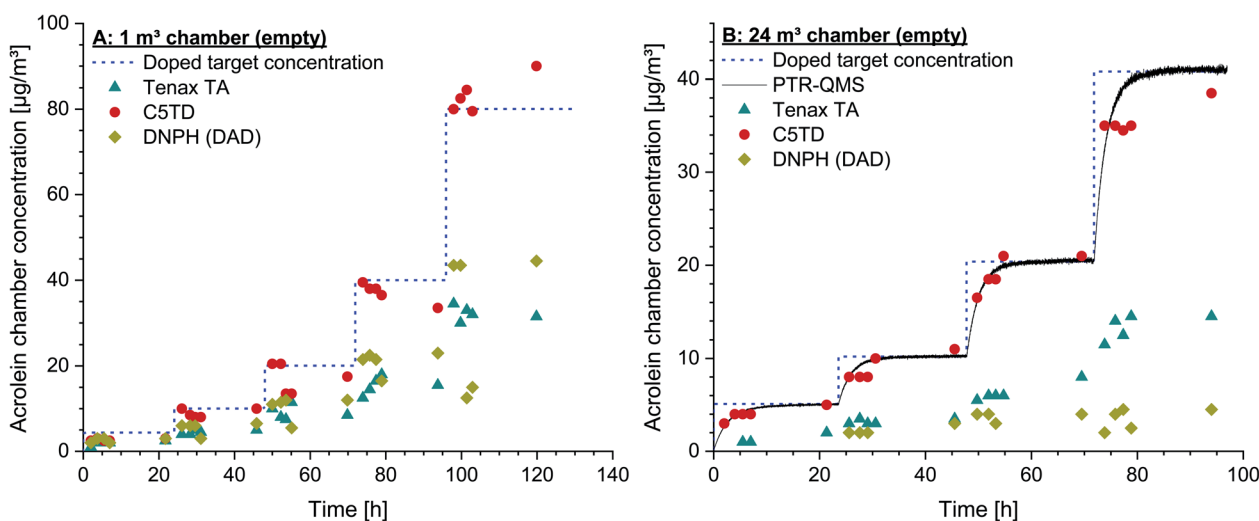 A: 1 m³ chamber (empty)
Doped target concentration
Tenax TA
C5TD
DNPH (DAD)
Acrolein chamber concentration [µg/m³]
100
80
60
40
20
0
0 20 40 60 80 100 120 140
Time [h]
B: 24 m³ chamber (empty)
Doped target concentration
PTR-QMS
Tenax TA
C5TD
DNPH (DAD)
Acrolein chamber concentration [µg/m³]
40
30
20
10
0
0 20 40 60 80 100
Time [h]